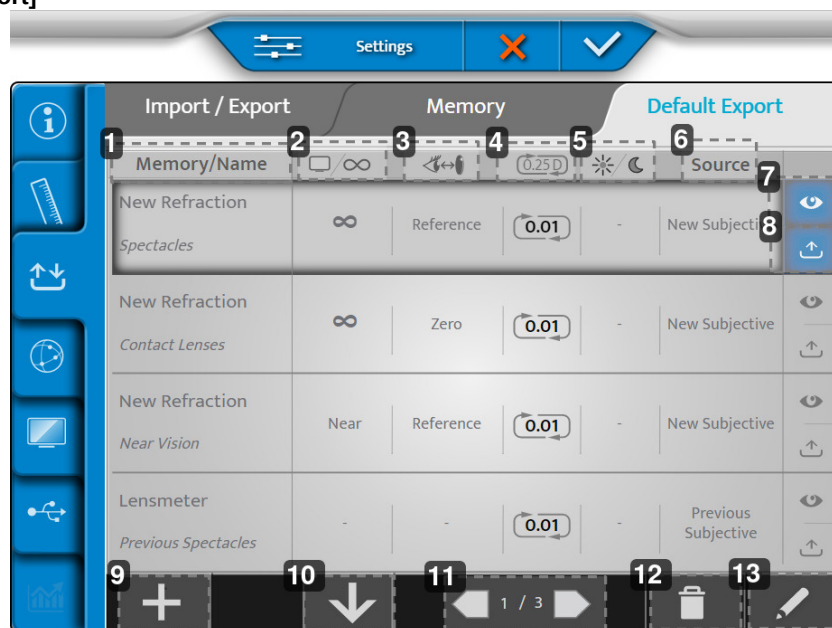 ort]
Settings
Import / Export Memory Default Export
1 2 3 4 5 6
Memory/Name / ∞ 0.25 D / Source
7
New Refraction
Spectacles
∞ Reference 0.01 - New Subjecti
8
New Refraction
Contact Lenses
∞ Zero 0.01 - New Subjective
New Refraction
Near Vision
Near Reference 0.01 - New Subjective
Lensmeter
Previous Spectacles
- - 0.01 - Previous
Subjective
9 10 11 12 13
1 / 3